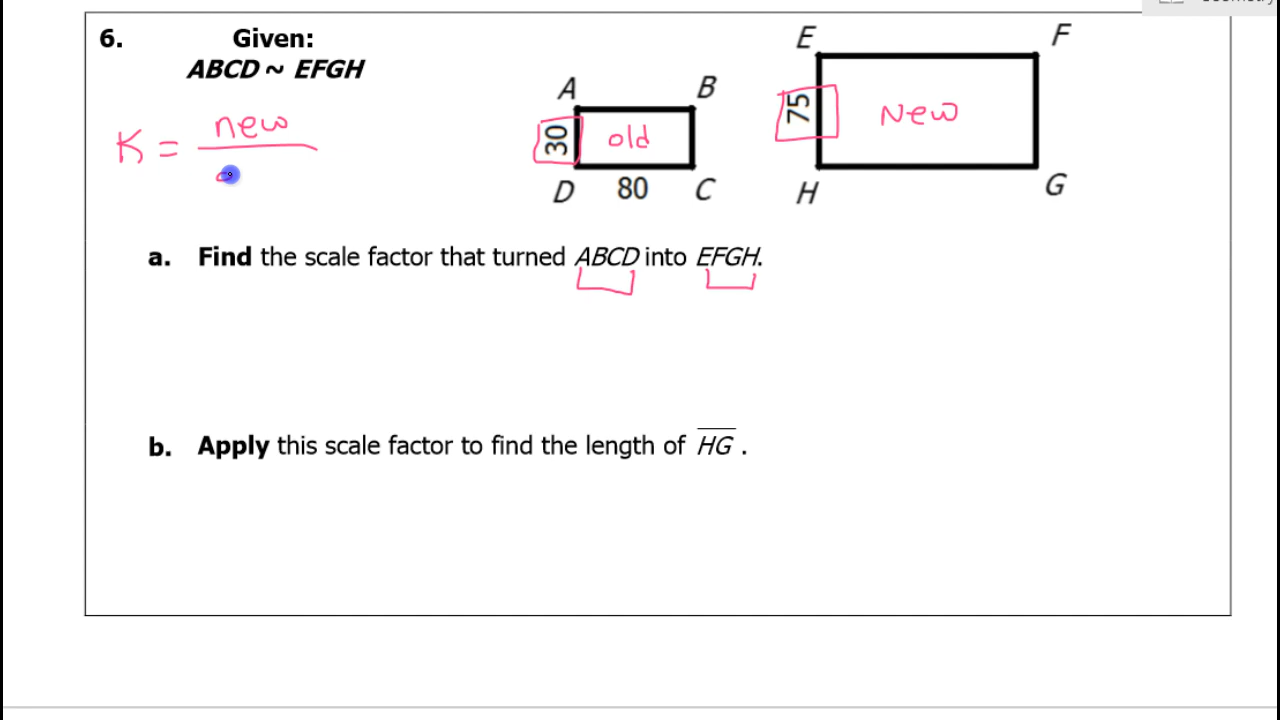 6. Given:
ABCD ~ EFGH
K = new
A B
30 old
D 80 C
E F
75 New
H G
a. Find the scale factor that turned ABCD into EFGH.
b. Apply this scale factor to find the length of HG .